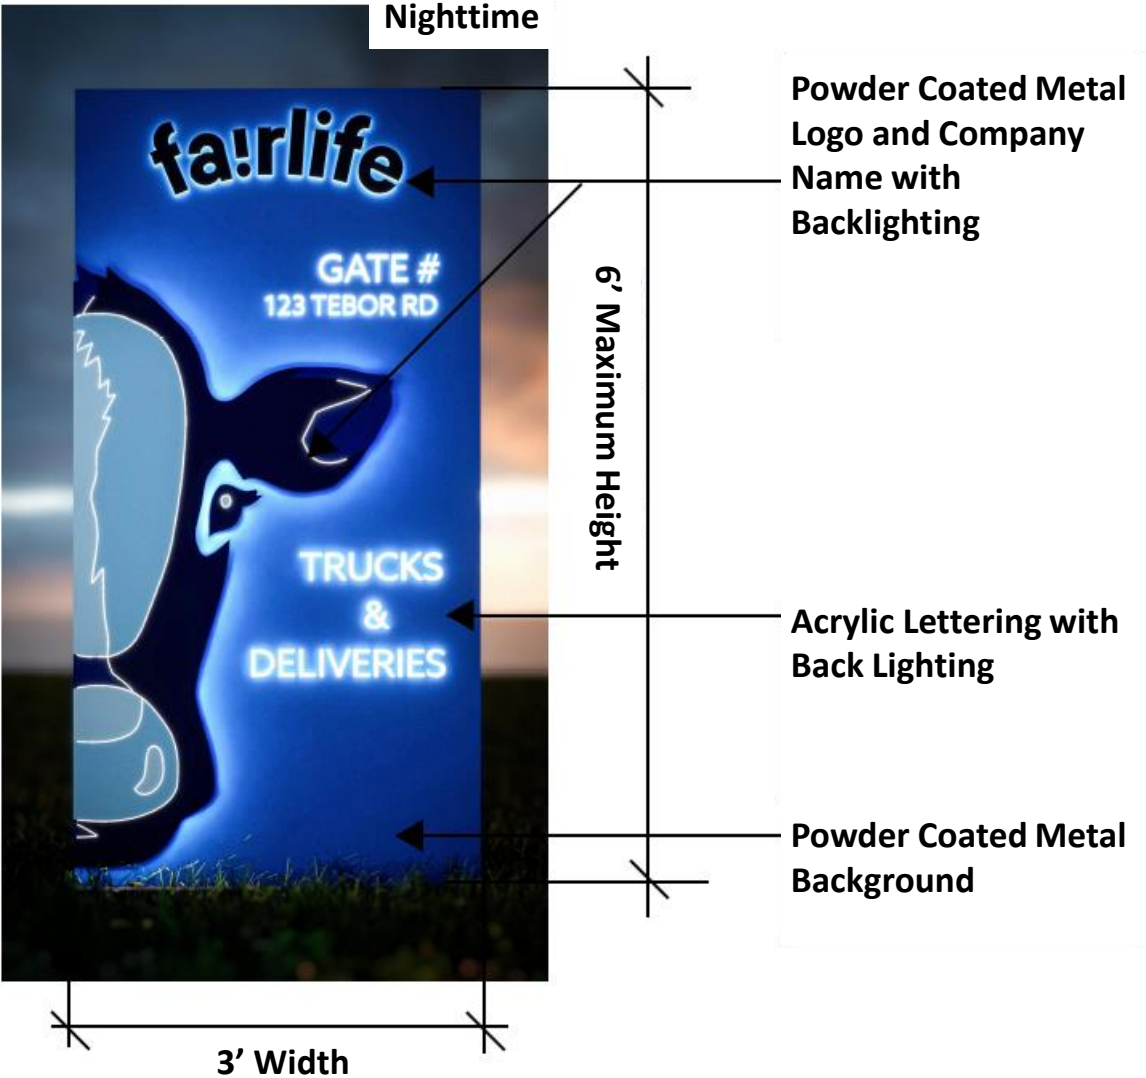 Nighttime
fa!rlife
GATE #
123 TEBOR RD
TRUCKS
&
DELIVERIES
6’ Maximum Height
3’ Width
Powder Coated Metal
Logo and Company
Name with
Backlighting
Acrylic Lettering with
Back Lighting
Powder Coated Metal
Background